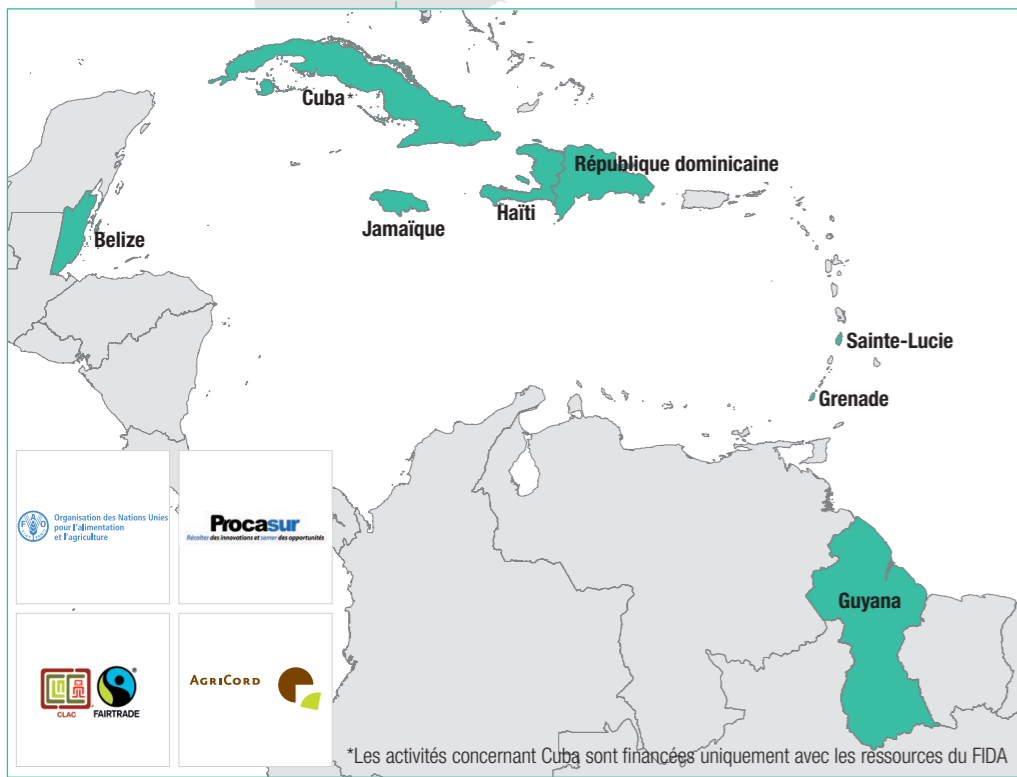 Cuba*
République dominicaine
Haïti
Jamaïque
Belize
Sainte-Lucie
Grenade
Guyana
FAO
Organisation des Nations Unies
pour l'alimentation
et l'agriculture
Procasur
Récolter des innovations et semer des opportunités
CLAC
FAIRTRADE
®
AGRICORD
*Les activités concernant Cuba sont financées uniquement avec les ressources du FIDA